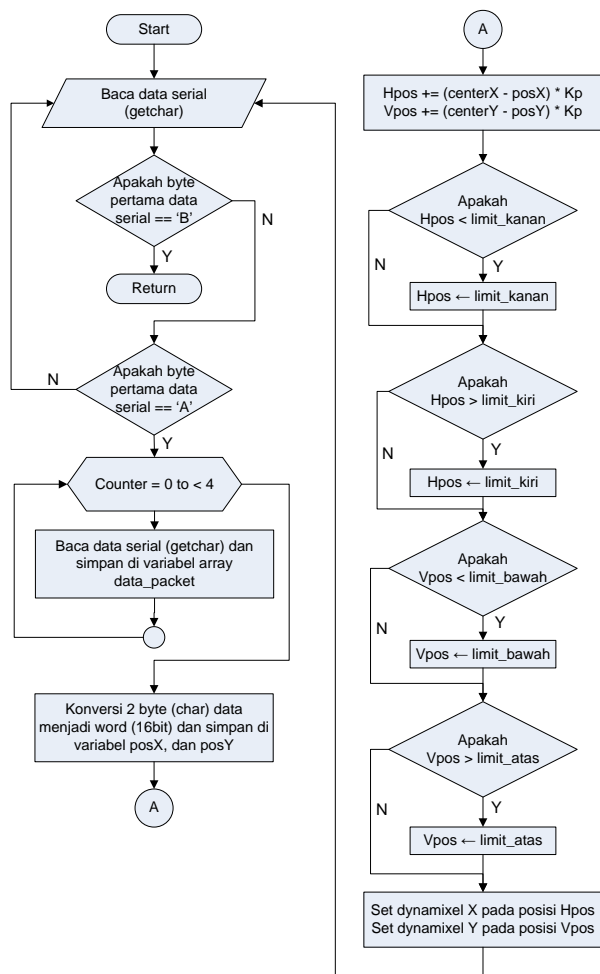 Start
Baca data serial
(getchar)
Apakah byte
pertama data
serial == ‘B’
N
Y
Return
Apakah byte
pertama data
serial == ‘A’
N
Y
Counter = 0 to < 4
Baca data serial (getchar) dan
simpan di variabel array
data_packet
Konversi 2 byte (char) data
menjadi word (16bit) dan simpan di
variabel posX, dan posY
A
A
Hpos += (centerX - posX) * Kp
Vpos += (centerY - posY) * Kp
Apakah
Hpos < limit_kanan
N
Y
Hpos ← limit_kanan
Apakah
Hpos > limit_kiri
N
Y
Hpos ← limit_kiri
Apakah
Vpos < limit_bawah
N
Y
Vpos ← limit_bawah
Apakah
Vpos > limit_atas
N
Y
Vpos ← limit_atas
Set dynamixel X pada posisi Hpos
Set dynamixel Y pada posisi Vpos